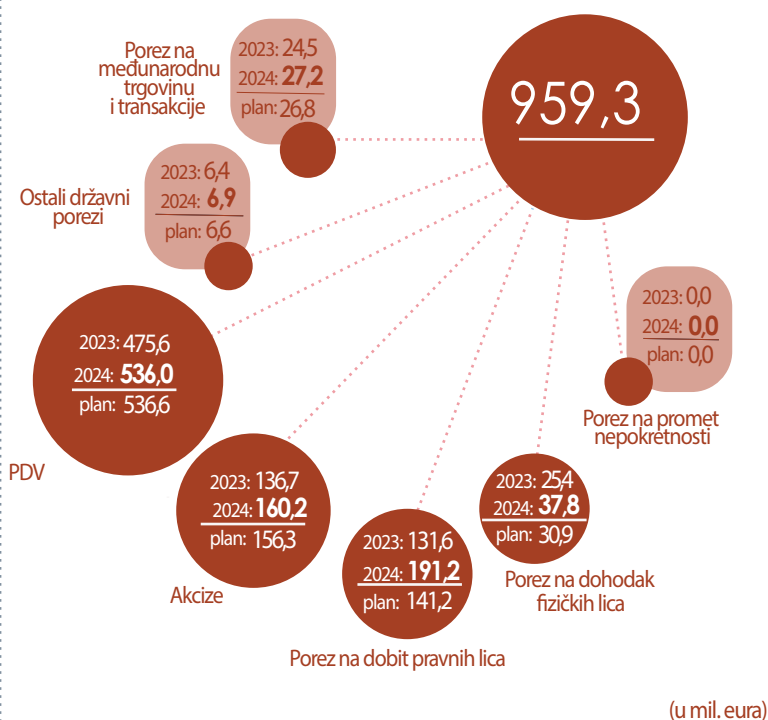 959,3
Porez na
međunarodnu
trgovinu
i transakcije
2023: 24,5
2024: 27,2
plan: 26,8
Ostali državni
porezi
2023: 6,4
2024: 6,9
plan: 6,6
2023: 475,6
2024: 536,0
plan: 536,6
PDV
2023: 136,7
2024: 160,2
plan: 156,3
Akcize
2023: 131,6
2024: 191,2
plan: 141,2
Porez na dobit pravnih lica
2023: 25,4
2024: 37,8
plan: 30,9
Porez na dohodak
fizičkih lica
2023: 0,0
2024: 0,0
plan: 0,0
Porez na promet
nepokretnosti
(u mil. eura)